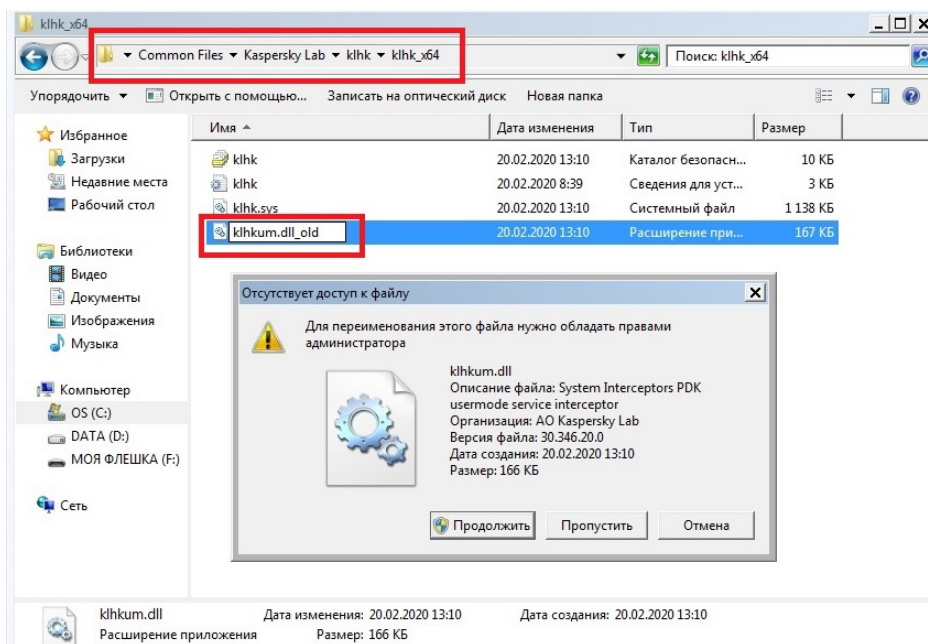 klhk_x64
Common Files Kaspersky Lab klhk klhk_x64
Поиск: klhk_x64
Упорядочить Открыть с помощью... Записать на оптический диск Новая папка
Имя Дата изменения Тип Размер
Избранное
Загрузки
Недавние места
Рабочий стол
Библиотеки
Видео
Документы
Изображения
Музыка
Компьютер
OS (C:)
DATA (D:)
МОЯ ФЛЕШКА (F:)
Сеть
klhk 20.02.2020 13:10 Каталог безопасн... 10 КБ
klhk 20.02.2020 8:39 Сведения для уст... 3 КБ
klhk.sys 20.02.2020 13:10 Системный файл 1 138 КБ
klhkum.dll_old 20.02.2020 13:10 Расширение при... 167 КБ
Отсутствует доступ к файлу
Для переименования этого файла нужно обладать правами
администратора
klhkum.dll
Описание файла: System Interceptors PDK
usermode service interceptor
Организация: AO Kaspersky Lab
Версия файла: 30.346.20.0
Дата создания: 20.02.2020 13:10
Размер: 166 КБ
Продолжить Пропустить Отмена
klhkum.dll Дата изменения: 20.02.2020 13:10 Дата создания: 20.02.2020 13:10
Расширение приложения Размер: 166 КБ